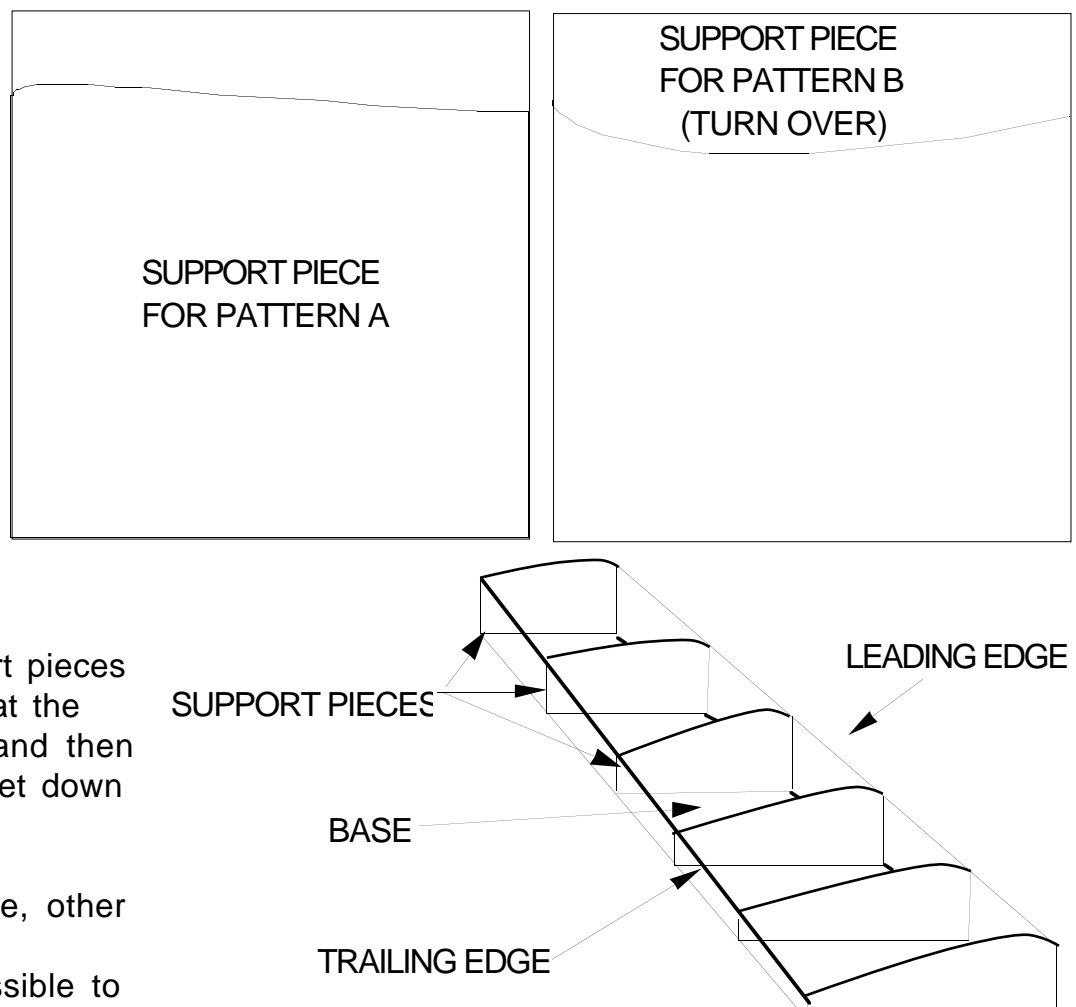 SUPPORT PIECE
FOR PATTERN A
SUPPORT PIECE
FOR PATTERN B
(TURN OVER)
rt pieces
at the
and then
et down
e, other
ssible to
SUPPORT PIECES
LEADING EDGE
BASE
TRAILING EDGE